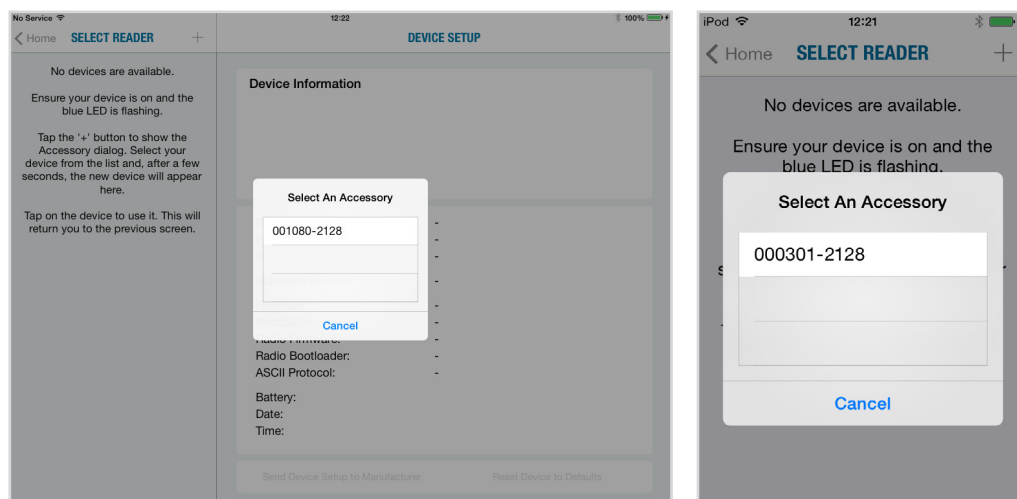 No Service
12:22
100%
Home
SELECT READER
+
DEVICE SETUP
No devices are available.
Ensure your device is on and the
blue LED is flashing.
Tap the '+' button to show the
Accessory dialog. Select your
device from the list and, after a few
seconds, the new device will appear
here.
Tap on the device to use it. This will
return you to the previous screen.
Device Information
-
-
-
-
-
-
-
Radio Bootloader:
-
ASCII Protocol:
-
Battery:
Date:
Time:
Send Device Setup to Manufacturer
Reset Device to Defaults
Select An Accessory
001080-2128
Cancel
iPod
12:21
Home
SELECT READER
+
No devices are available.
Ensure your device is on and the
blue LED is flashing.
Select An Accessory
000301-2128
Cancel